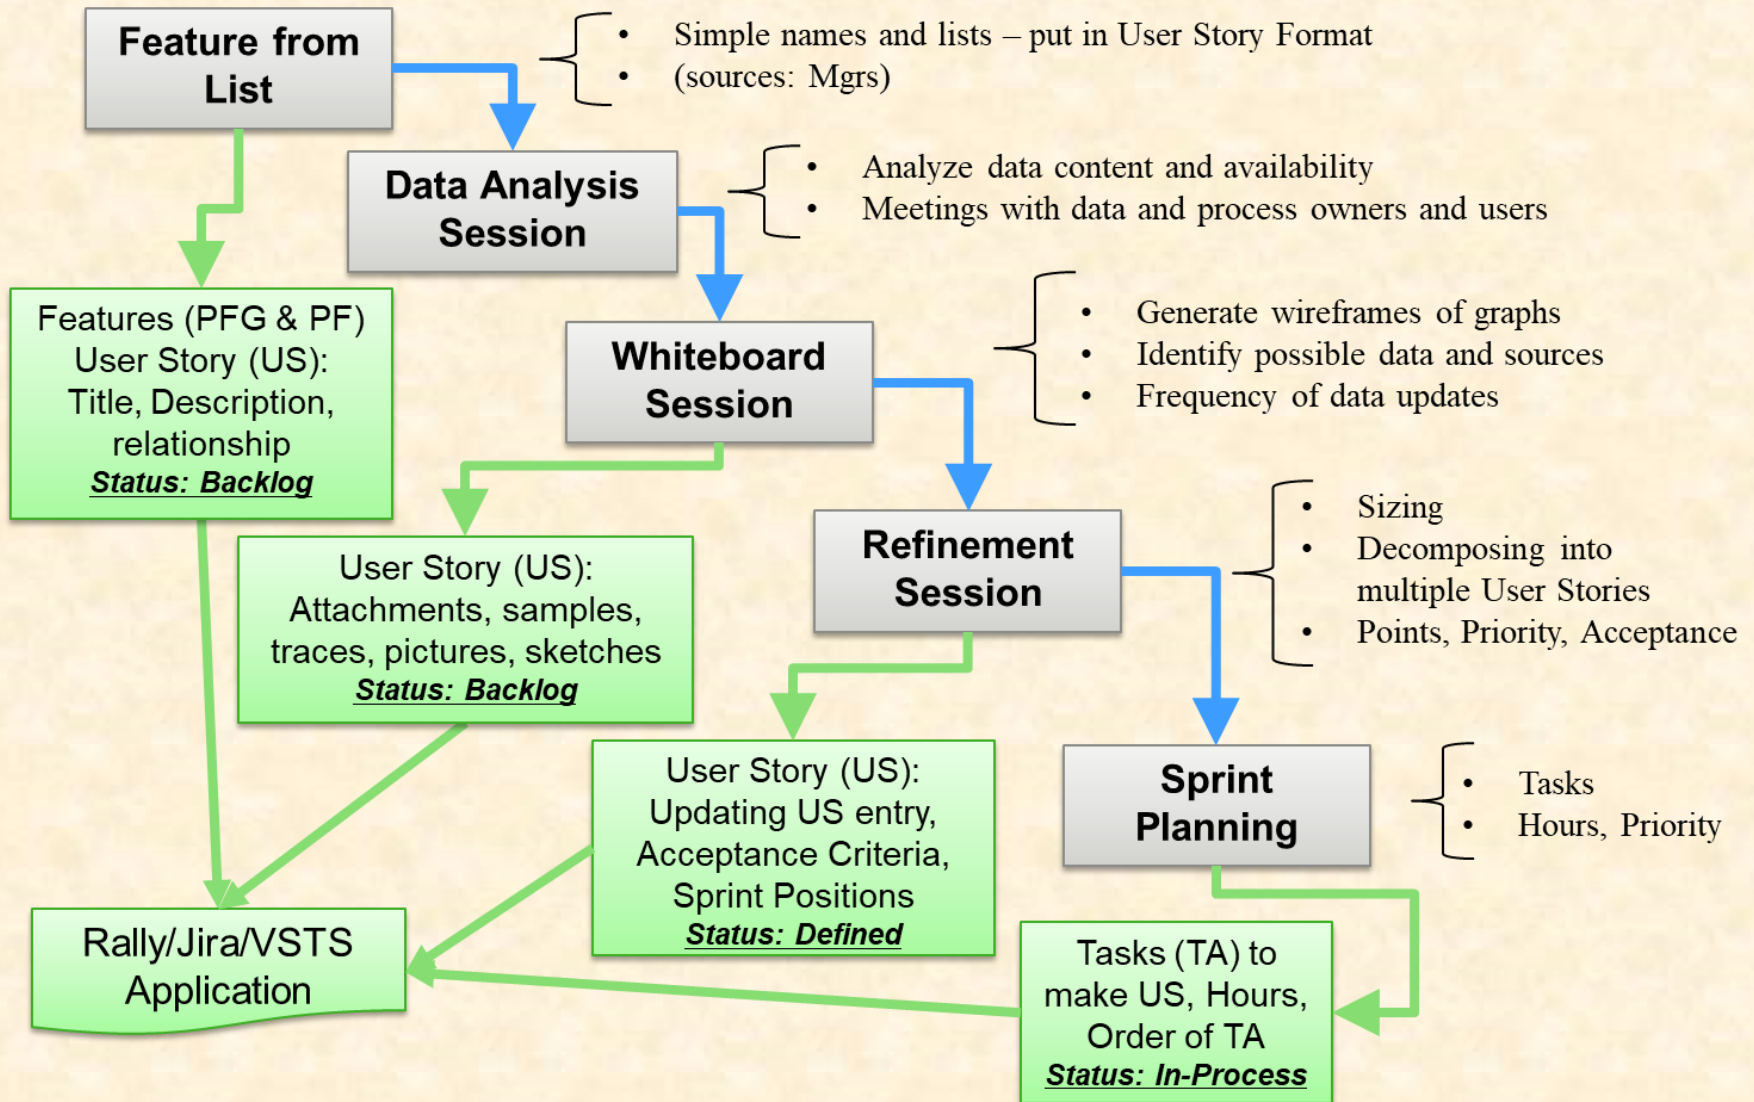 Feature from
List
• Simple names and lists – put in User Story Format
• (sources: Mgrs)
Data Analysis
Session
• Analyze data content and availability
• Meetings with data and process owners and users
Features (PFG & PF)
User Story (US):
Title, Description,
relationship
Status: Backlog
Whiteboard
Session
• Generate wireframes of graphs
• Identify possible data and sources
• Frequency of data updates
User Story (US):
Attachments, samples,
traces, pictures, sketches
Status: Backlog
Refinement
Session
• Sizing
• Decomposing into
multiple User Stories
• Points, Priority, Acceptance
User Story (US):
Updating US entry,
Acceptance Criteria,
Sprint Positions
Status: Defined
Sprint
Planning
• Tasks
• Hours, Priority
Rally/Jira/VSTS
Application
Tasks (TA) to
make US, Hours,
Order of TA
Status: In-Process